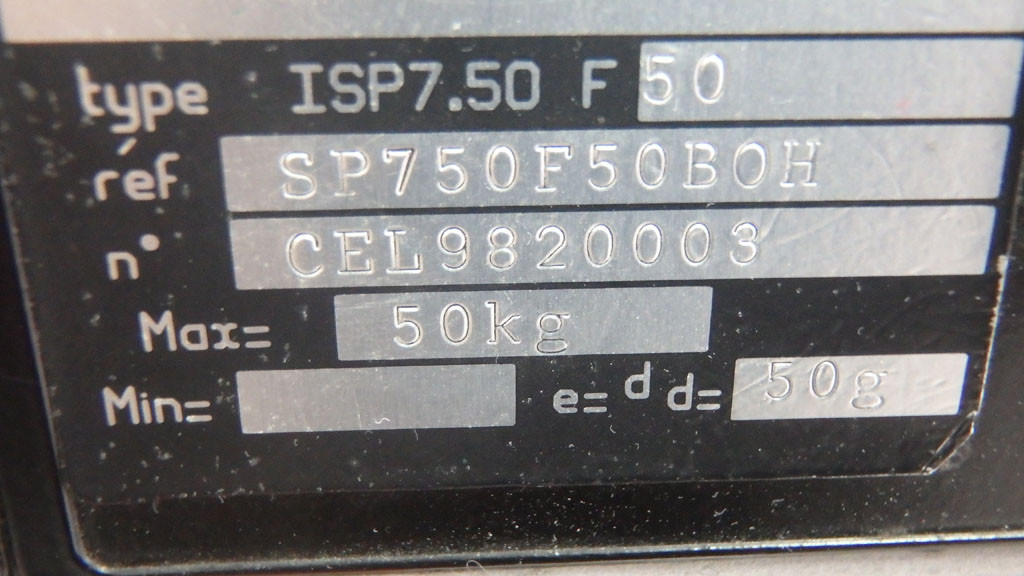 type ISP7.50 F 50
réf SP750F50BOH
n° CEL9820003
Max= 50kg
Min= e= d d= 50g